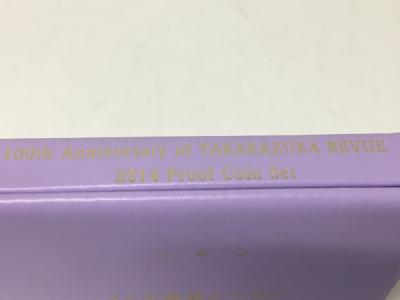 100th Anniversary of TAKARAZUKA REVUE
2014 Proof Coin Set